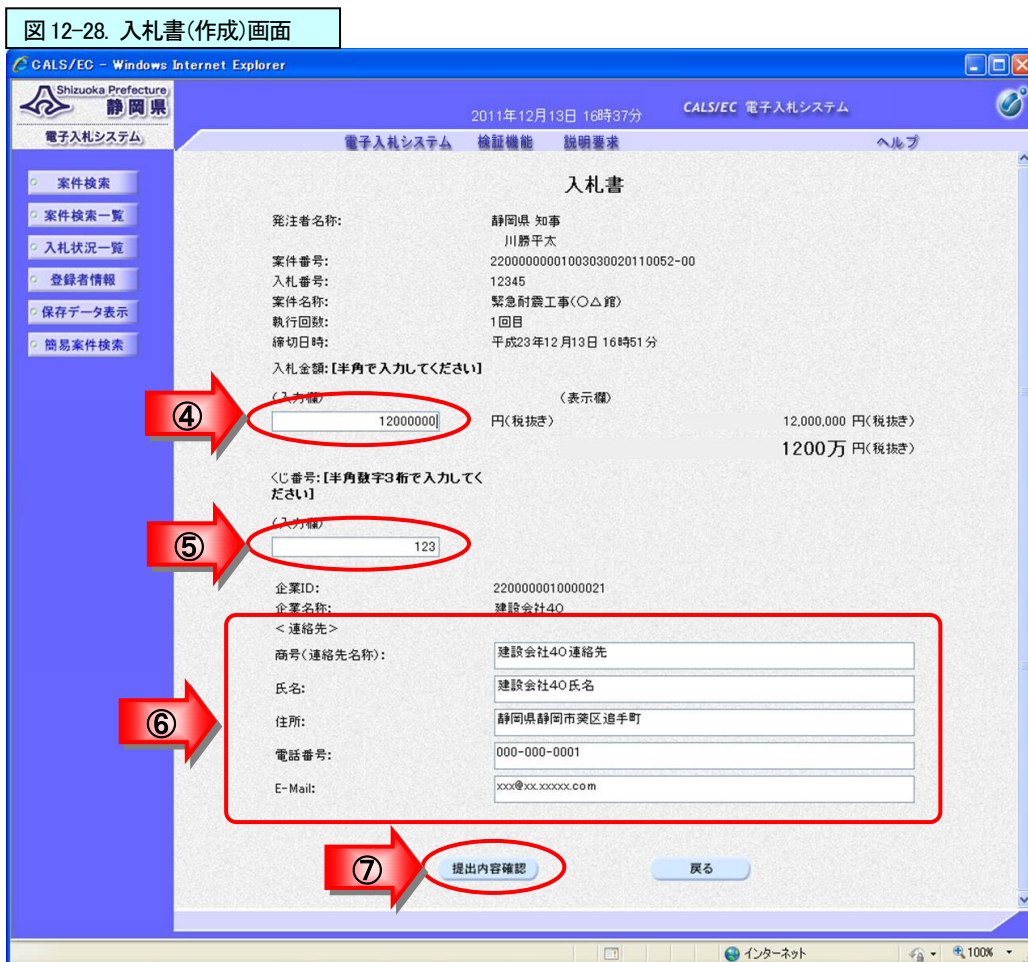 図 12-28. 入札書(作成)画面
CALS/EC - Windows Internet Explorer
Shizuoka Prefecture
静岡県
電子入札システム
2011年12月13日 16時37分
CALS/EC 電子入札システム
電子入札システム 検証機能 説明要求 ヘルプ
案件検索
案件検索一覧
入札状況一覧
登録者情報
保存データ表示
簡易案件検索
入札書
発注者名称: 静岡県 知事
川勝平太
案件番号: 22000000001003030020110052-00
入札番号: 12345
案件名称: 緊急耐震工事(○△館)
執行回数: 1回目
締切日時: 平成23年12月13日 16時51分
入札金額:[半角で入力してください]
(入力欄) (表示欄)
④ 12000000 円(税抜き) 12,000,000 円(税抜き)
1200万 円(税抜き)
くじ番号:[半角数字3桁で入力してく
ださい]
(入力欄)
⑤ 123
企業ID: 2200000010000021
企業名称: 建設会社40
<連絡先>
商号(連絡先名称): 建設会社40連絡先
氏名: 建設会社40氏名
⑥ 住所: 静岡県静岡市葵区追手町
電話番号: 000-000-0001
E-Mail: xxx@xx.xxxxx.com
⑦ 提出内容確認 戻る
インターネット 100%